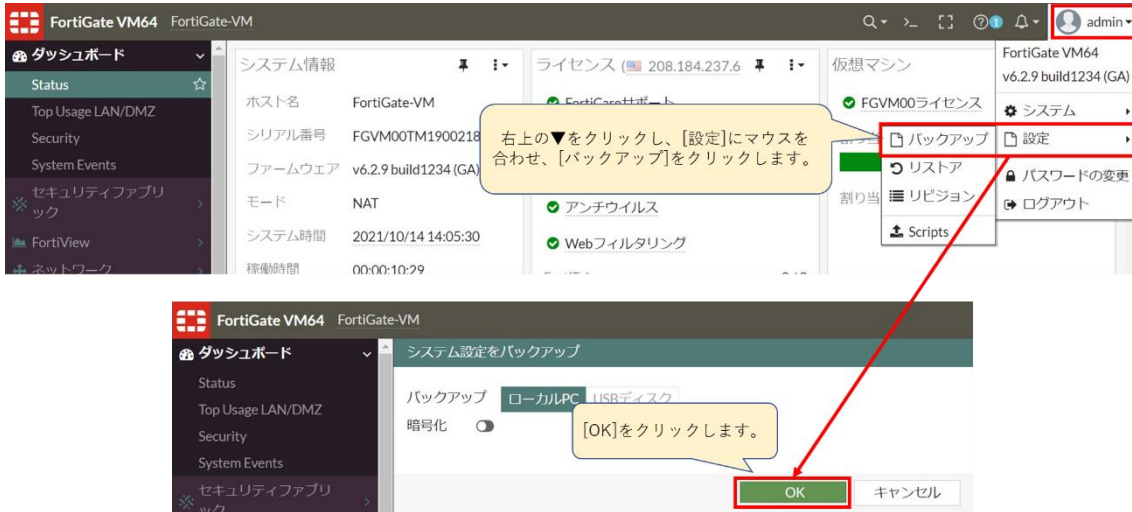 FortiGate VM64 FortiGate-VM
admin
ダッシュボード
Status
Top Usage LAN/DMZ
Security
System Events
セキュリティファブリ
ック
FortiView
ネットワーク
システム情報
ホスト名 FortiGate-VM
シリアル番号 FGVM00TM1900218
ファームウェア v6.2.9 build1234 (GA)
モード NAT
システム時間 2021/10/14 14:05:30
稼働時間 00:00:10:29
ライセンス ( 208.184.237.6
FortiCareサポート
アンチウイルス
Webフィルタリング
仮想マシン
FGVM00ライセンス
割り当
右上の▼をクリックし、[設定]にマウスを
合わせ、[バックアップ]をクリックします。
バックアップ
リストア
リビジョン
Scripts
FortiGate VM64
v6.2.9 build1234 (GA)
システム
設定
パスワードの変更
ログアウト
FortiGate VM64 FortiGate-VM
ダッシュボード
Status
Top Usage LAN/DMZ
Security
System Events
セキュリティファブリ
ック
システム設定をバックアップ
バックアップ ローカルPC USBディスク
暗号化
[OK]をクリックします。
OK キャンセル